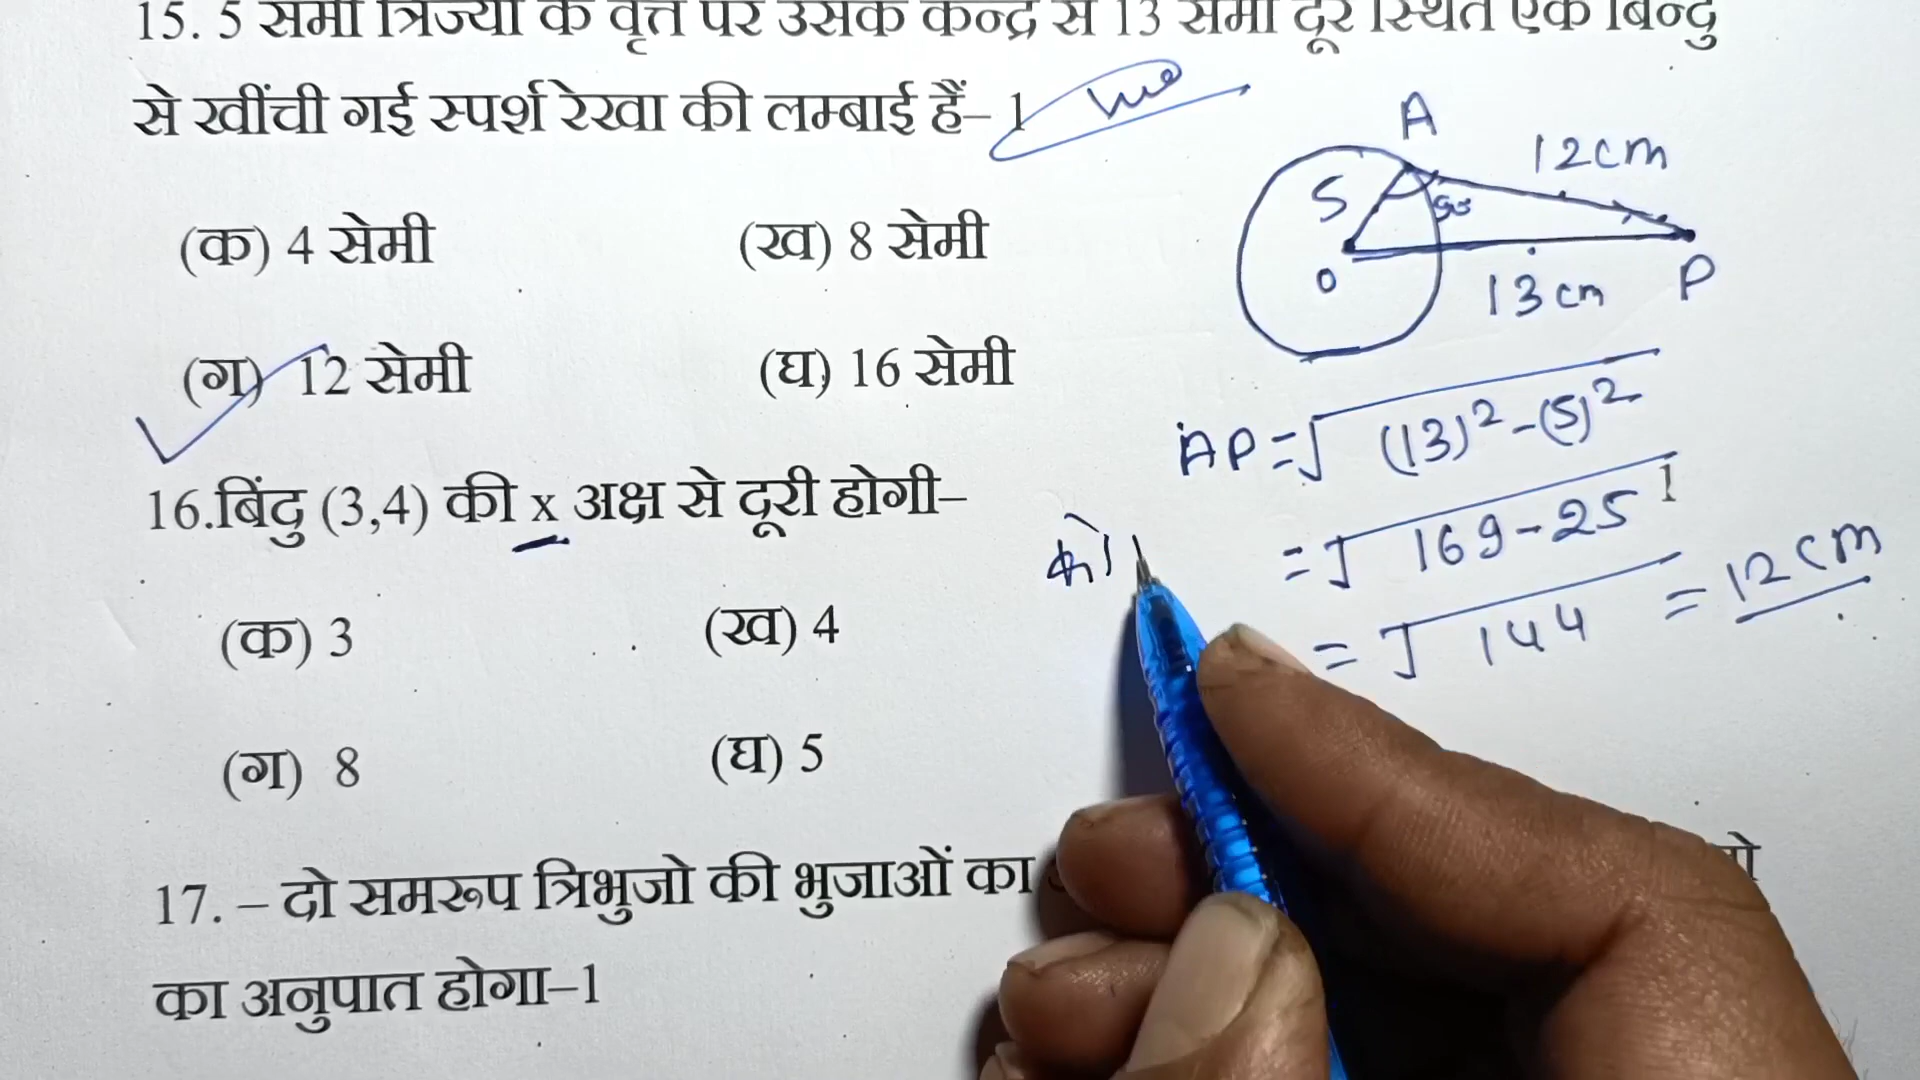 15. 5 सेमी त्रिज्या के वृत्त पर उसके केन्द्र से 13 सेमी दूर स्थित एक बिन्दु
से खींची गई स्पर्श रेखा की लम्बाई हैं– 1
(क) 4 सेमी (ख) 8 सेमी
(ग) 12 सेमी (घ) 16 सेमी
A
12cm
5
90
O
13cm
P
AP = √(13)² - (5)²
= √169-25
= √144 = 12cm
16.बिंदु (3,4) की x अक्ष से दूरी होगी– 1
को
(क) 3 (ख) 4
(ग) 8 (घ) 5
17. – दो समरूप त्रिभुजो की भुजाओं का
का अनुपात होगा–1